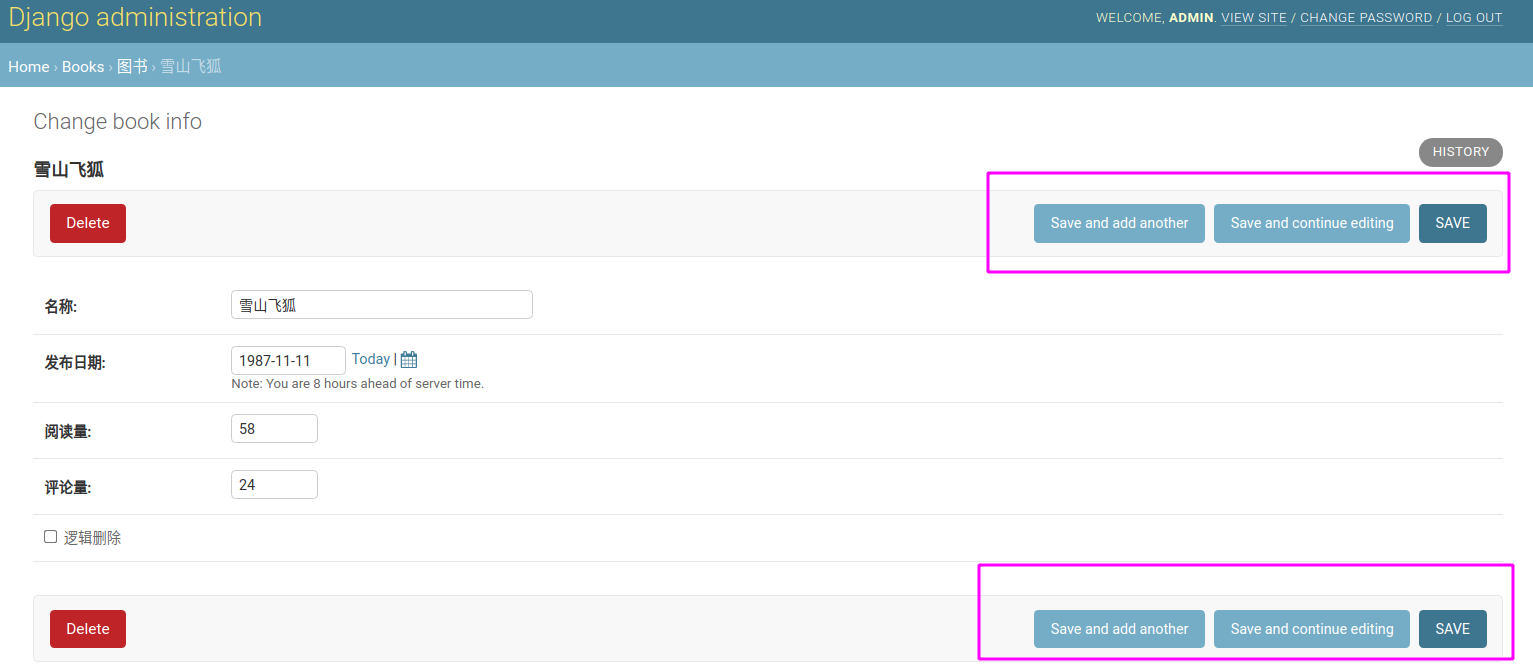 Django administration
WELCOME, ADMIN. VIEW SITE / CHANGE PASSWORD / LOG OUT
Home › Books › 图书 › 雪山飞狐
Change book info
HISTORY
雪山飞狐
Delete Save and add another Save and continue editing SAVE
名称: 雪山飞狐
发布日期: 1987-11-11 Today |
Note: You are 8 hours ahead of server time.
阅读量: 58
评论量: 24
逻辑删除
Delete Save and add another Save and continue editing SAVE